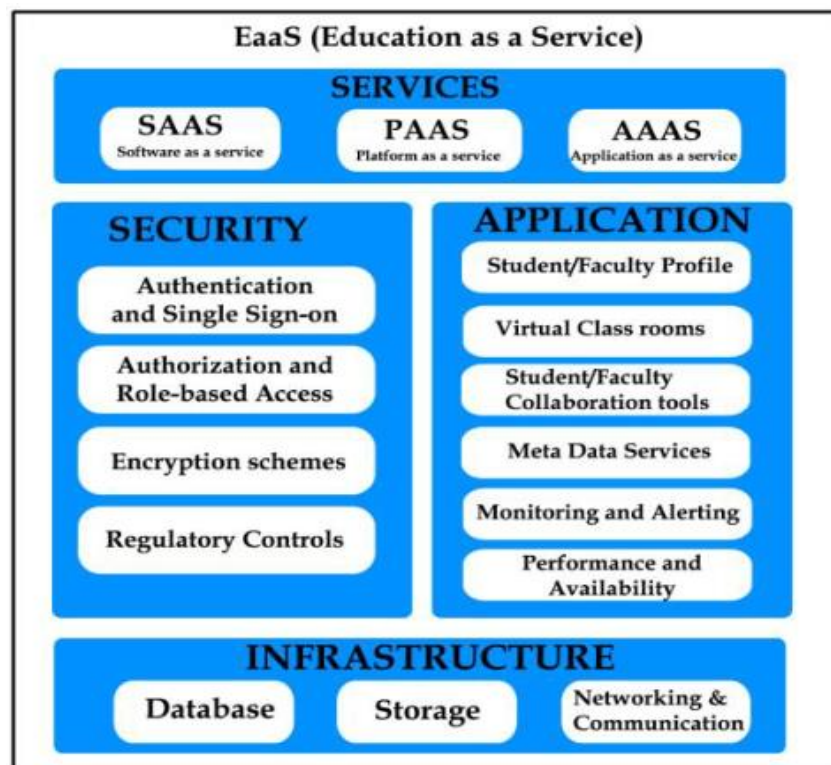 EaaS (Education as a Service)
SERVICES
SAAS
Software as a service
PAAS
Platform as a service
AAAS
Application as a service
SECURITY
Authentication
and Single Sign-on
Authorization and
Role-based Access
Encryption schemes
Regulatory Controls
APPLICATION
Student/Faculty Profile
Virtual Class rooms
Student/Faculty
Collaboration tools
Meta Data Services
Monitoring and Alerting
Performance and
Availability
INFRASTRUCTURE
Database
Storage
Networking &
Communication